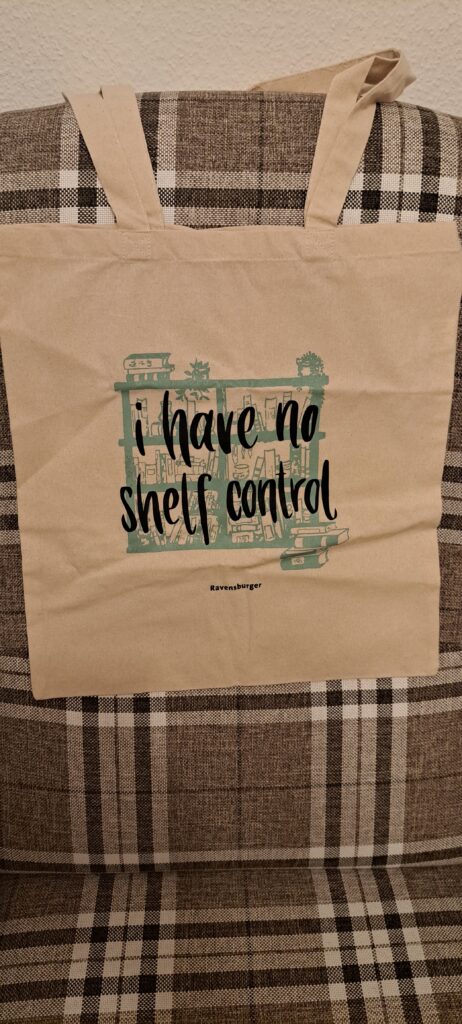 i have no
shelf control
Ravensburger